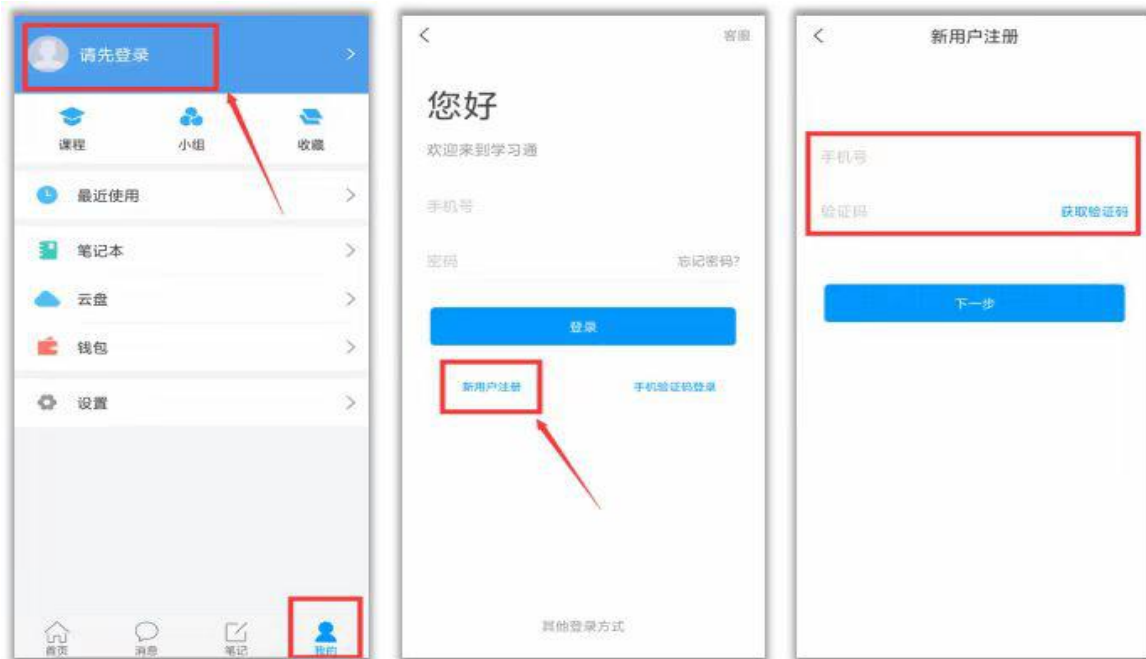 请先登录
课程
小组
收藏
最近使用
笔记本
云盘
钱包
设置
首页
消息
笔记
我的
客服
您好
欢迎来到学习通
手机号
密码
忘记密码?
登录
新用户注册
手机验证码登录
其他登录方式
新用户注册
手机号
验证码
获取验证码
下一步